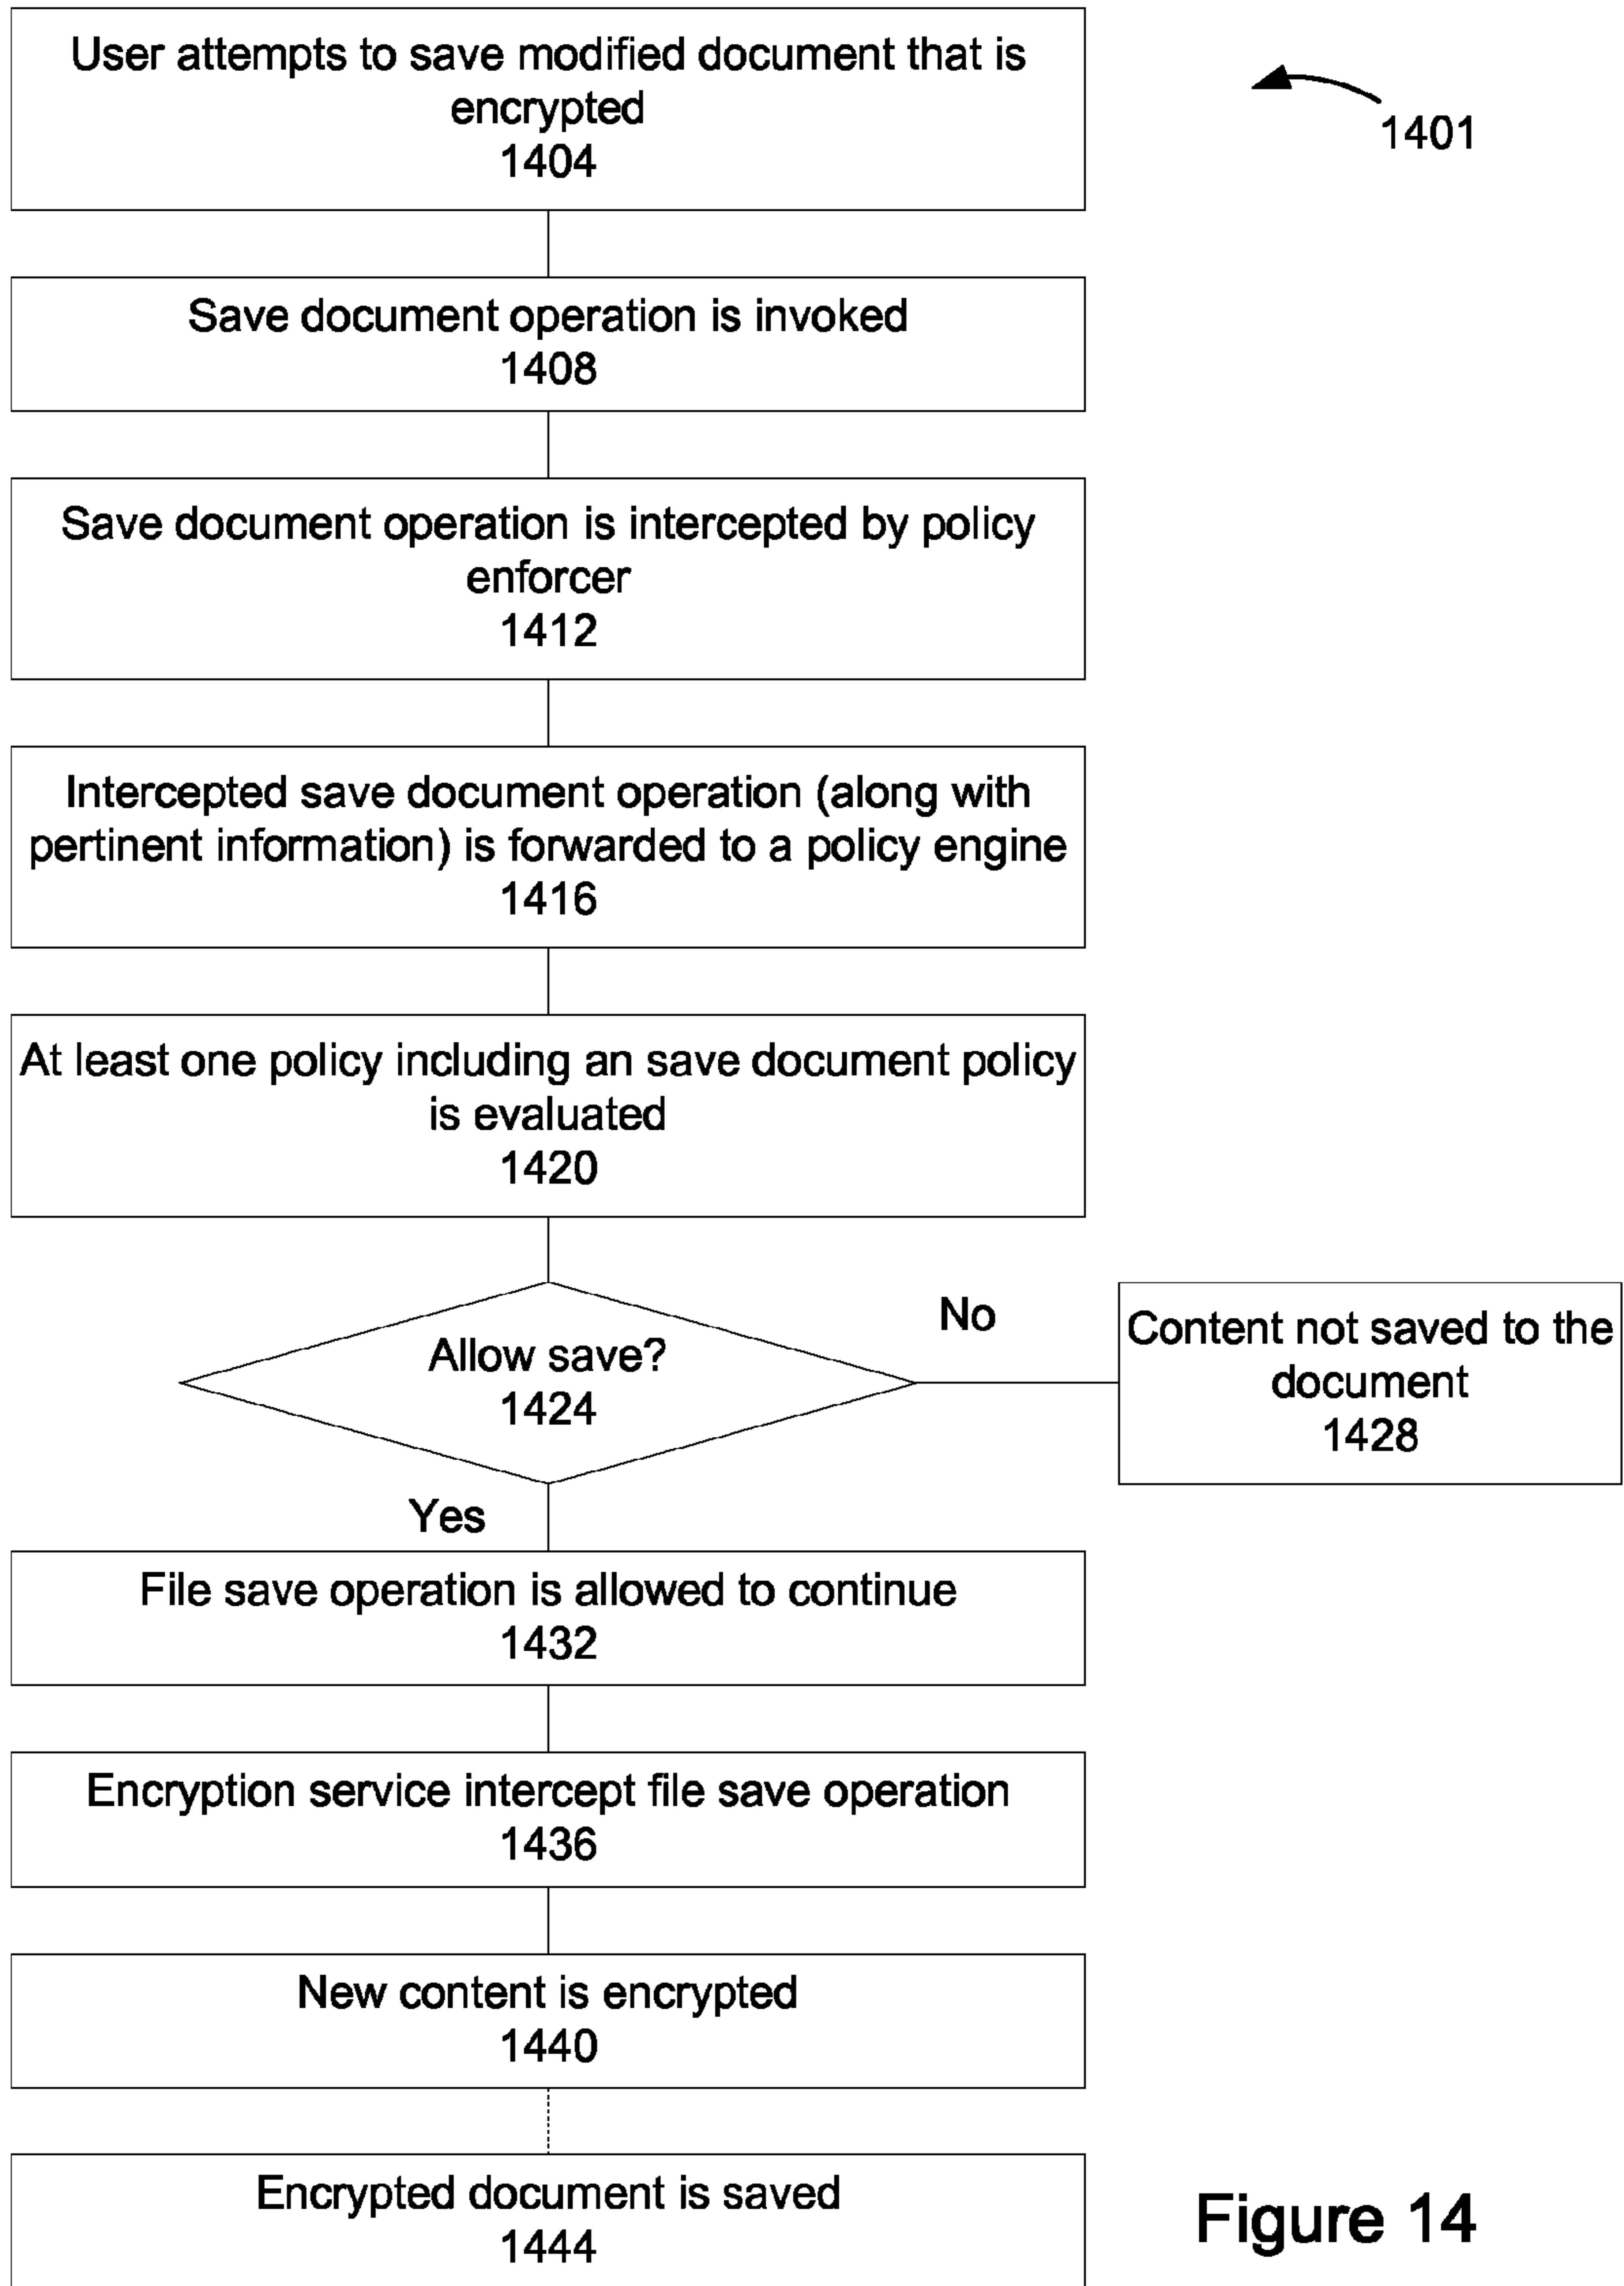 User attempts to save modified document that is
encrypted
1404
1401
Save document operation is invoked
1408
Save document operation is intercepted by policy
enforcer
1412
Intercepted save document operation (along with
pertinent information) is forwarded to a policy engine
1416
At least one policy including an save document policy
is evaluated
1420
Allow save?
1424
No
Content not saved to the
document
1428
Yes
File save operation is allowed to continue
1432
Encryption service intercept file save operation
1436
New content is encrypted
1440
Encrypted document is saved
1444
Figure 14